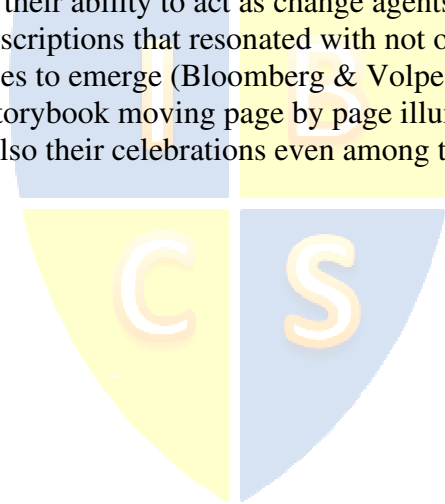 their ability to act as change agents
scriptions that resonated with not o
es to emerge (Bloomberg & Volpe
torybook moving page by page illu
lso their celebrations even among t
I B
C S